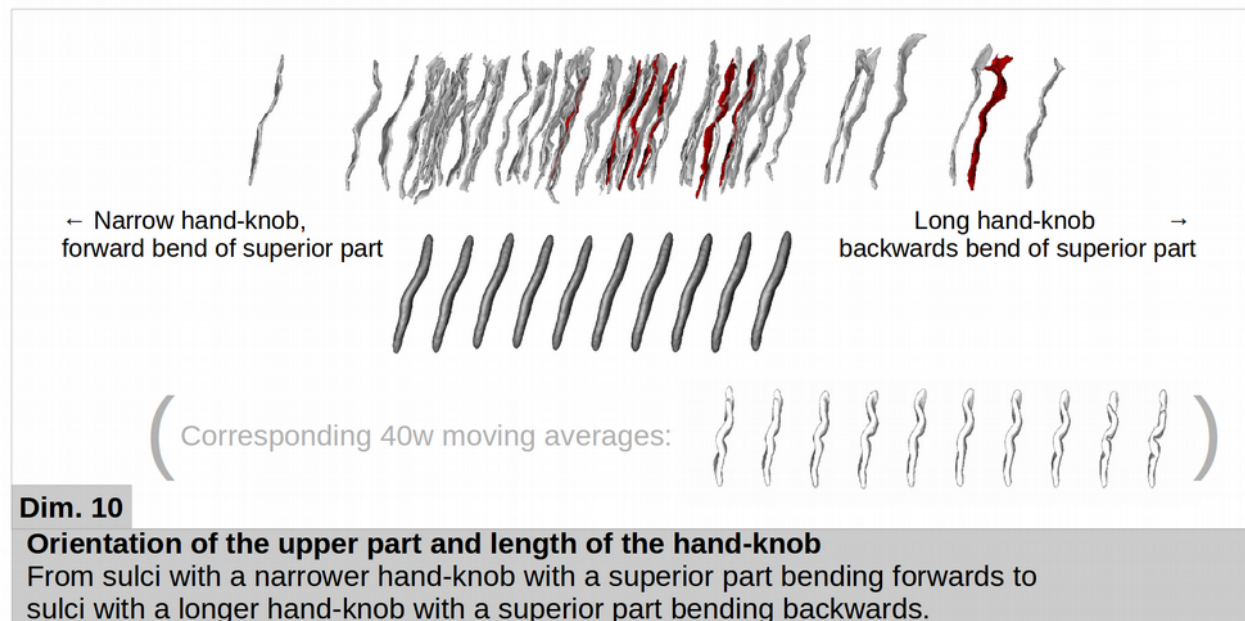 ← Narrow hand-knob,
forward bend of superior part
Long hand-knob →
backwards bend of superior part
( Corresponding 40w moving averages: )
Dim. 10
Orientation of the upper part and length of the hand-knob
From sulci with a narrower hand-knob with a superior part bending forwards to
sulci with a longer hand-knob with a superior part bending backwards.